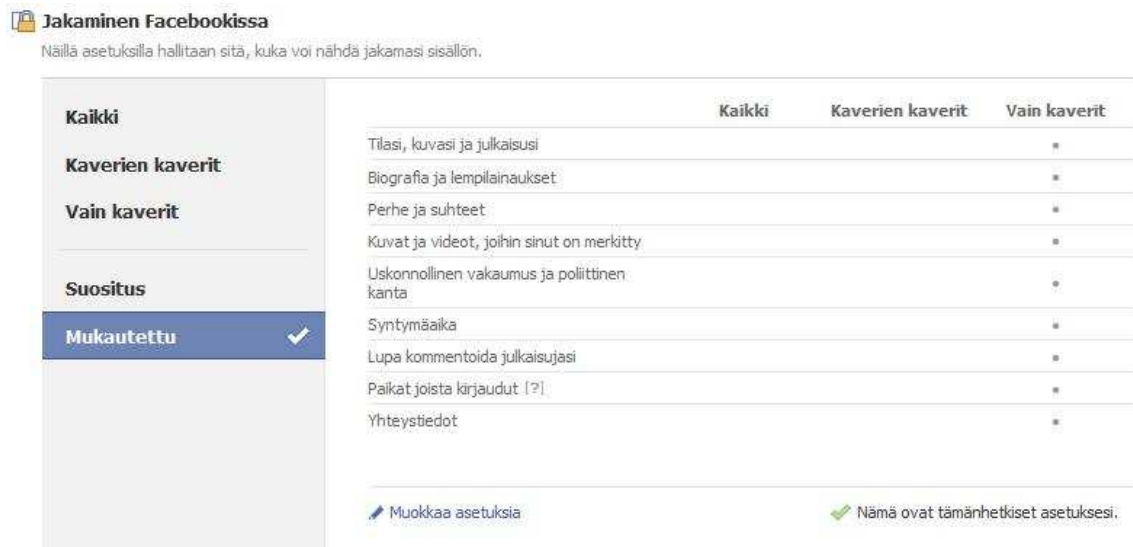 Jakaminen Facebookissa
Näillä asetuksilla hallitaan sitä, kuka voi nähdä jakamasi sisällön.
Kaikki
Kaverien kaverit
Vain kaverit
Suositus
Mukautettu
Kaikki Kaverien kaverit Vain kaverit
Tilasi, kuvasi ja julkaisusi
Biografia ja lempilainaukset
Perhe ja suhteet
Kuvat ja videot, joihin sinut on merkitty
Uskonnollinen vakaumus ja poliittinen
kanta
Syntymäaika
Lupa kommentoida julkaisujasi
Paikat joista kirjaudut [?]
Yhteystiedot
Muokkaa asetuksia
Nämä ovat tämänhetkiset asetuksesi.